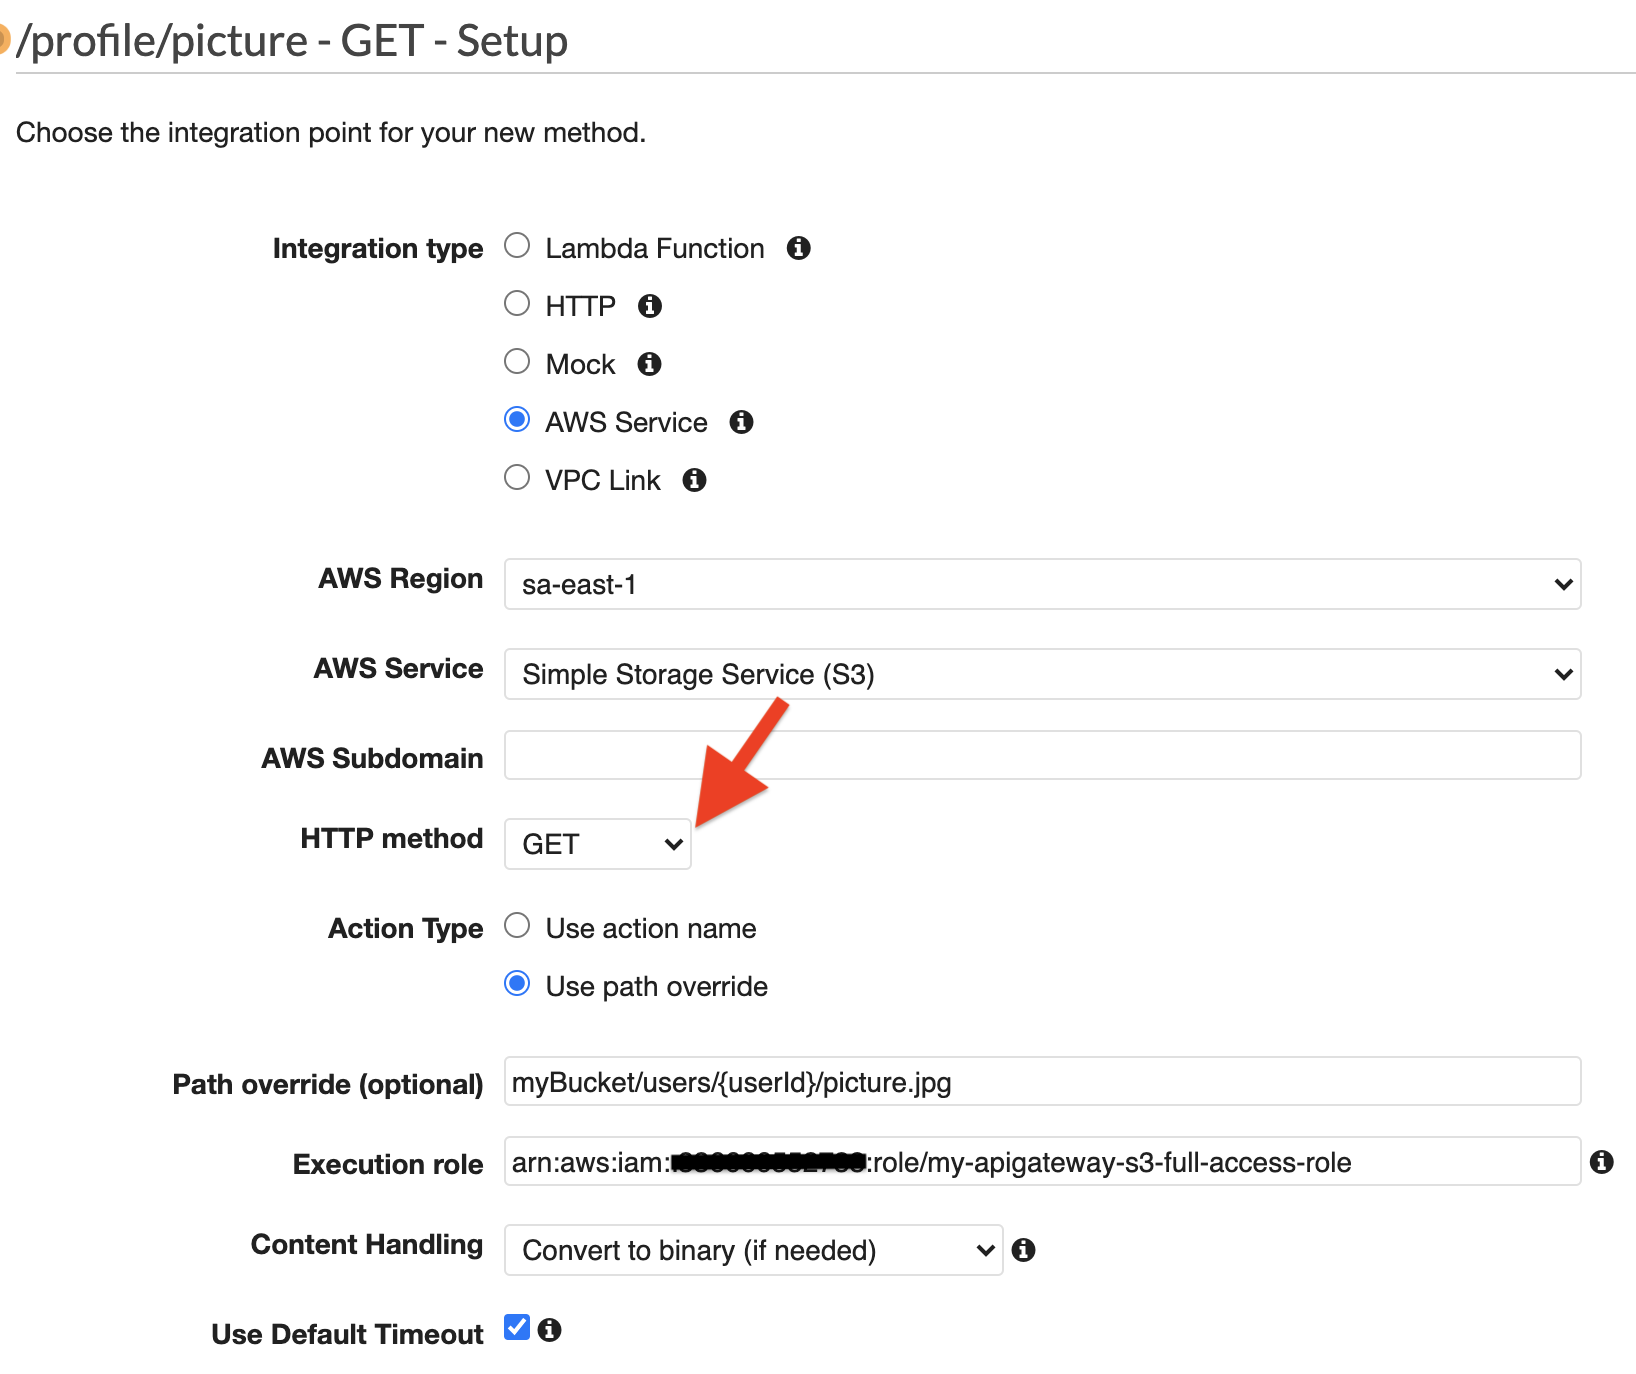 /profile/picture - GET - Setup
Choose the integration point for your new method.
Integration type Lambda Function
HTTP
Mock
AWS Service
VPC Link
AWS Region sa-east-1
AWS Service Simple Storage Service (S3)
AWS Subdomain
HTTP method GET
Action Type Use action name
Use path override
Path override (optional) myBucket/users/{userId}/picture.jpg
Execution role arn:aws:iam: :role/my-apigateway-s3-full-access-role
Content Handling Convert to binary (if needed)
Use Default Timeout